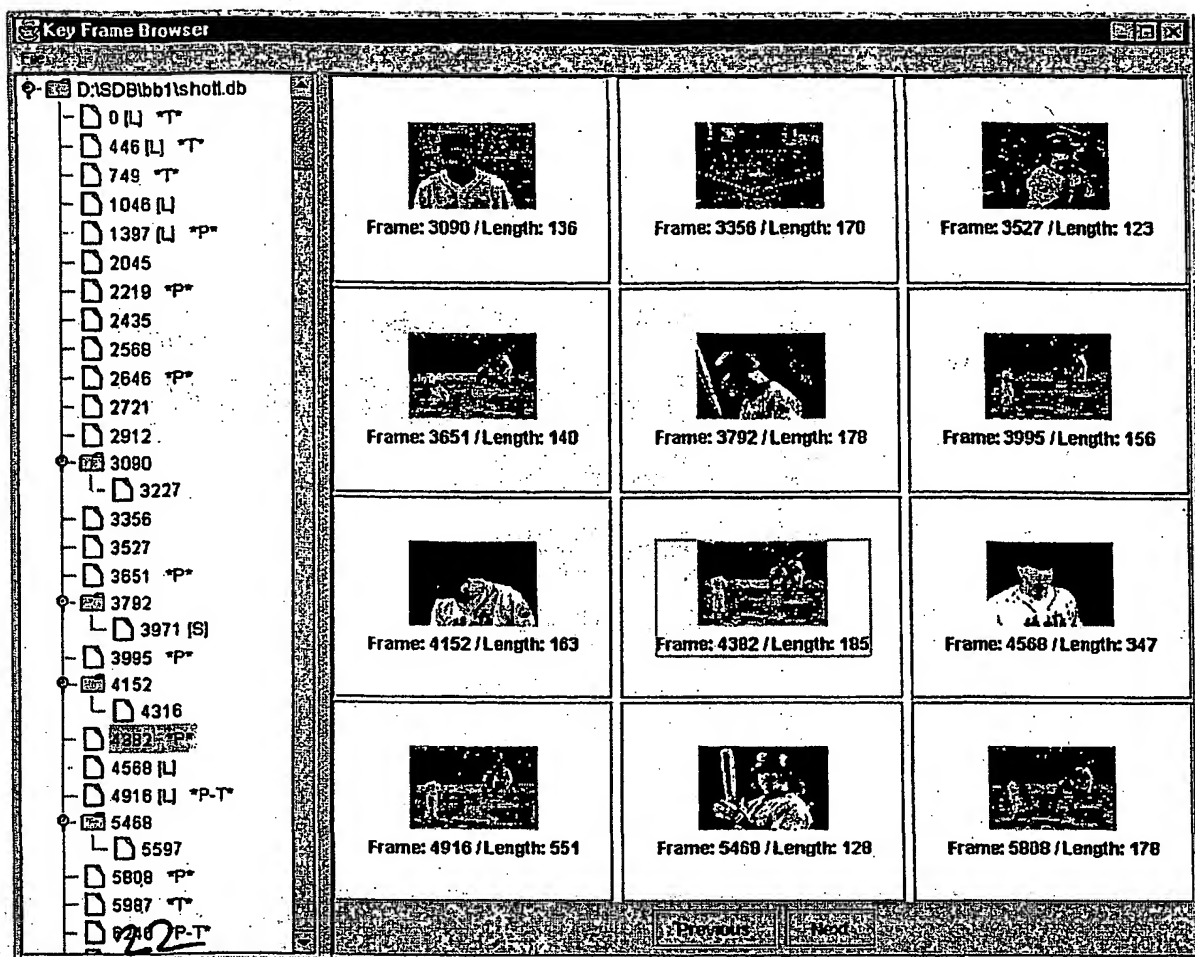 Key Frame Browser
D:\SDB\bb1\shotl.db
0 [L] *T*
446 [L] *T*
749 *T*
1046 [L]
1397 [L] *P*
2045
2219 *P*
2435
2568
2646 *P*
2721
2912
3090
3227
3356
3527
3651 *P*
3792
3971 [S]
3995 *P*
4152
4316
4382 *P*
4568 [L]
4916 [L] *P-T*
5468
5597
5808 *P*
5987 *T*
*P-T*
22
Frame: 3090 / Length: 136
Frame: 3356 / Length: 170
Frame: 3527 / Length: 123
Frame: 3651 / Length: 140
Frame: 3792 / Length: 178
Frame: 3995 / Length: 156
Frame: 4152 / Length: 163
Frame: 4382 / Length: 185
Frame: 4568 / Length: 347
Frame: 4916 / Length: 551
Frame: 5468 / Length: 128
Frame: 5808 / Length: 178
Previous
Next